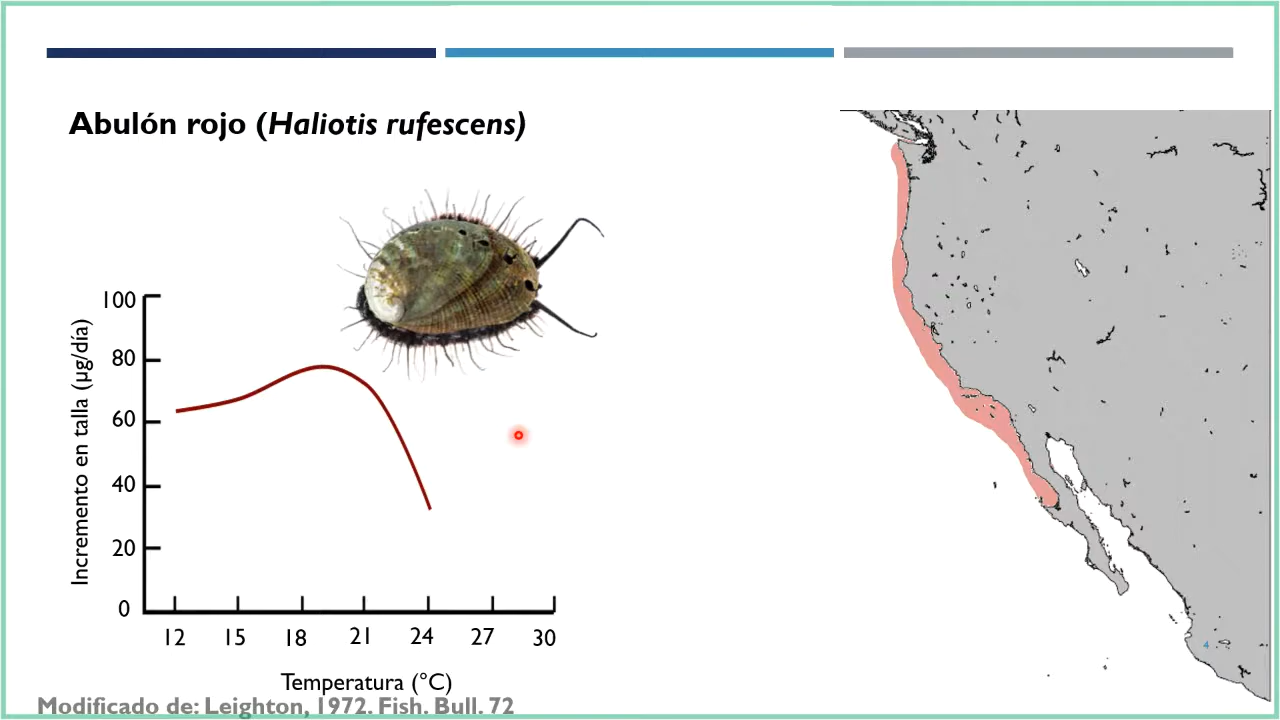 Abulón rojo (Haliotis rufescens)
Incremento en talla (µg/día)
100
80
60
40
20
0
12 15 18 21 24 27 30
Temperatura (°C)
Modificado de: Leighton, 1972. Fish. Bull. 72
4